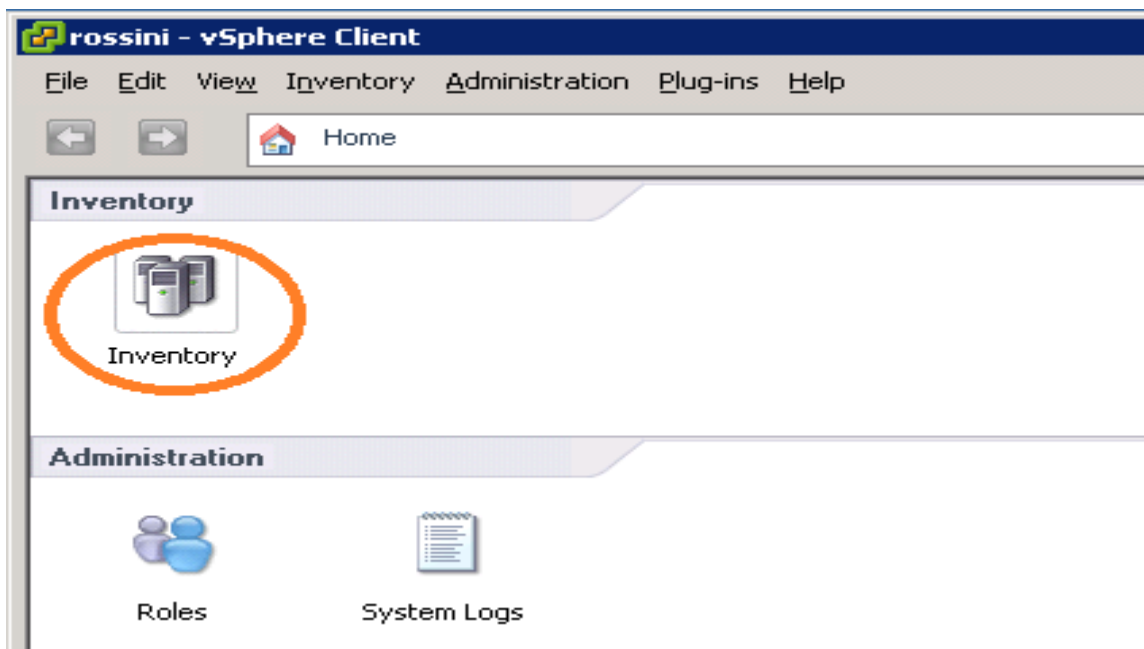 rossini - vSphere Client
File Edit View Inventory Administration Plug-ins Help
Home
Inventory
Inventory
Administration
Roles System Logs